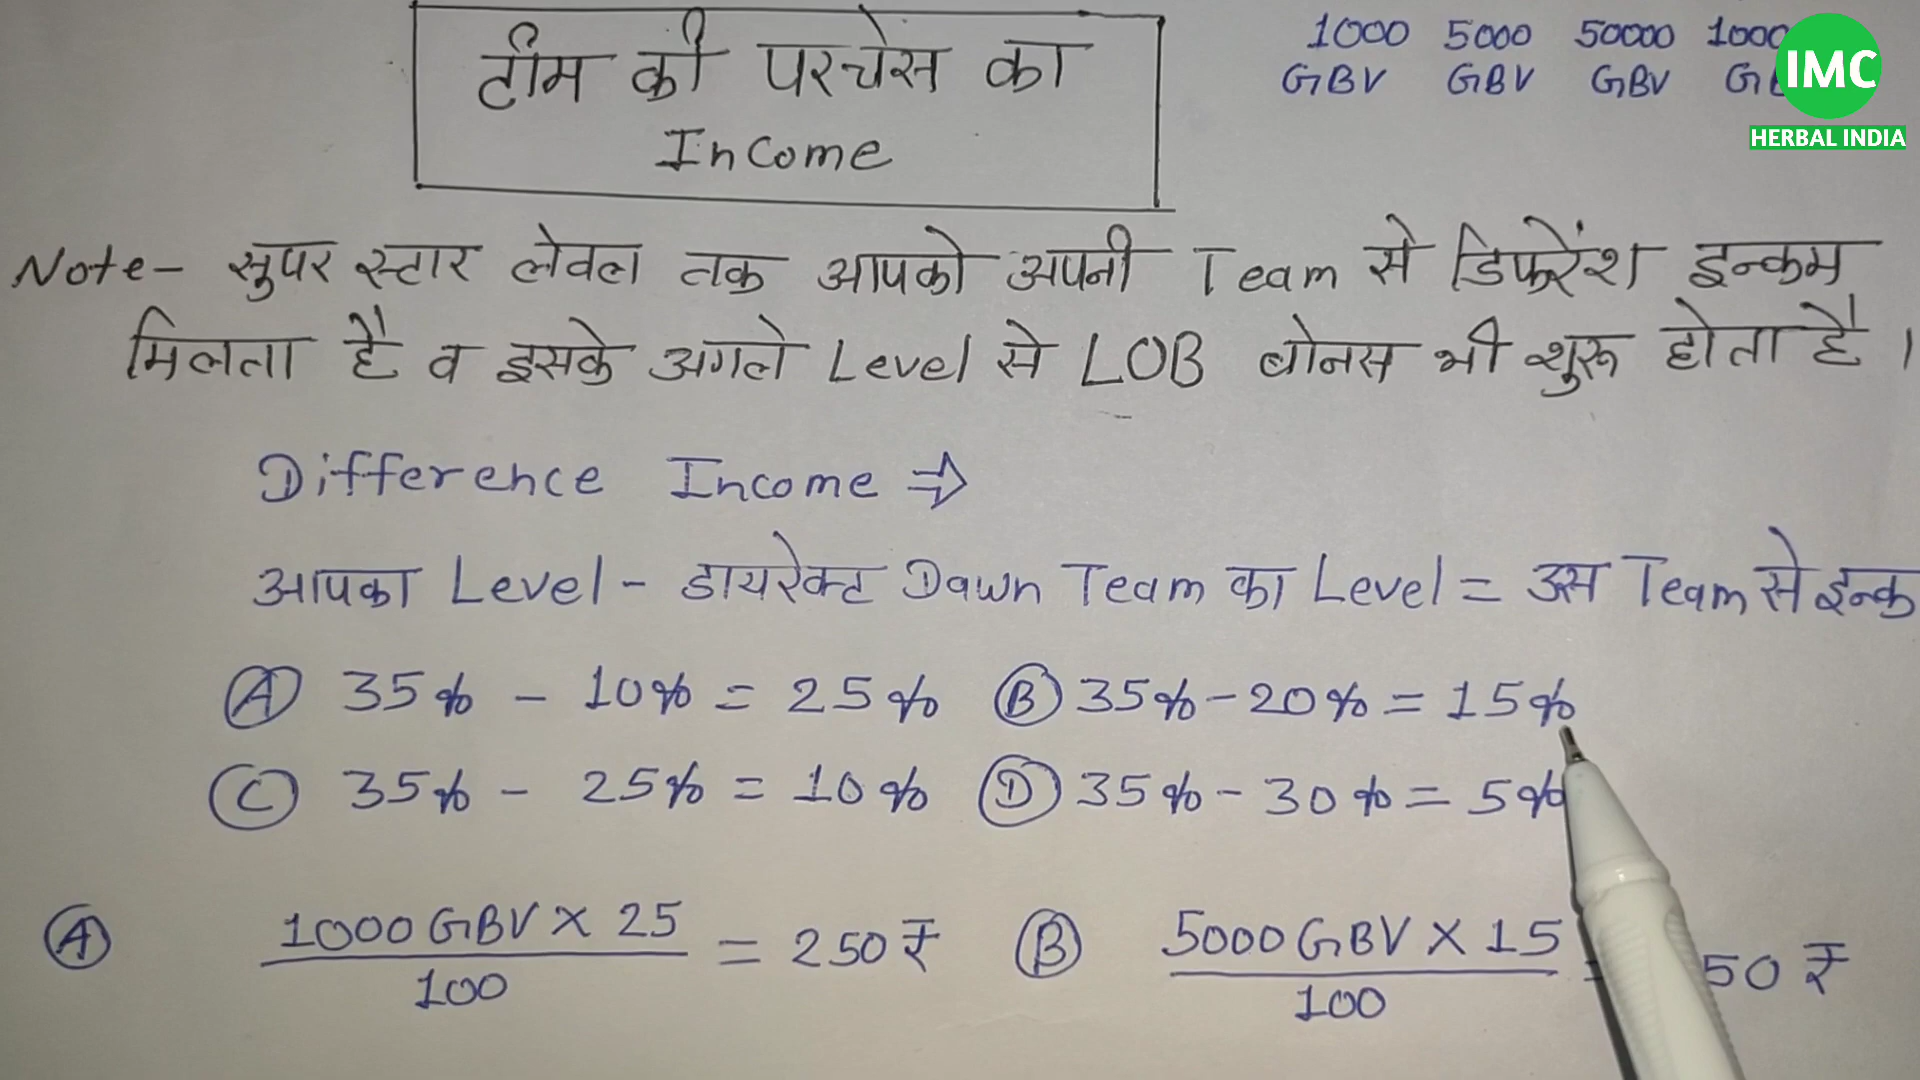 टीम की परचेस का
Income
1000 5000 50000 1000
GBV GBV GBV
IMC
HERBAL INDIA
Note- सुपर स्टार लेवल तक आपको अपनी Team से डिफरेंश इन्कम
मिलता है व इसके अगले Level से LOB बोनस भी शुरू होता है ।
Difference Income ⇒
आपका Level - डायरेक्ट Dawn Team का Level = उस Team से इन्क
(A) 35% - 10% = 25% (B) 35% - 20% = 15%
(C) 35% - 25% = 10% (D) 35% - 30% = 5%
(A) 1000 GBV X 25 = 250 ₹ (B) 5000 GBV X 15 = 50 ₹
100 100